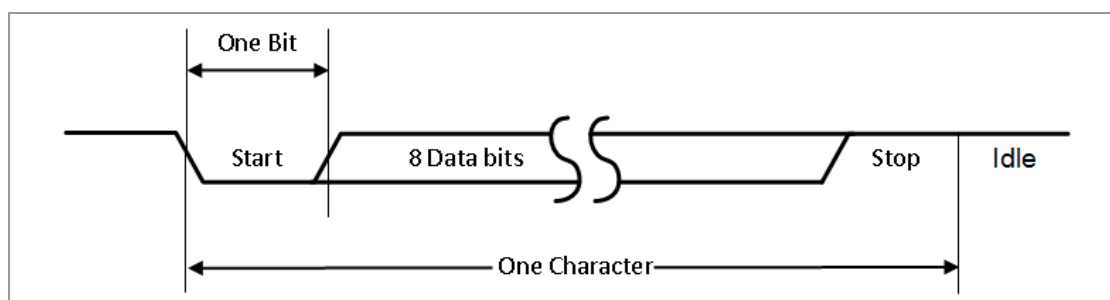 One Bit
Start
8 Data bits
Stop
Idle
One Character